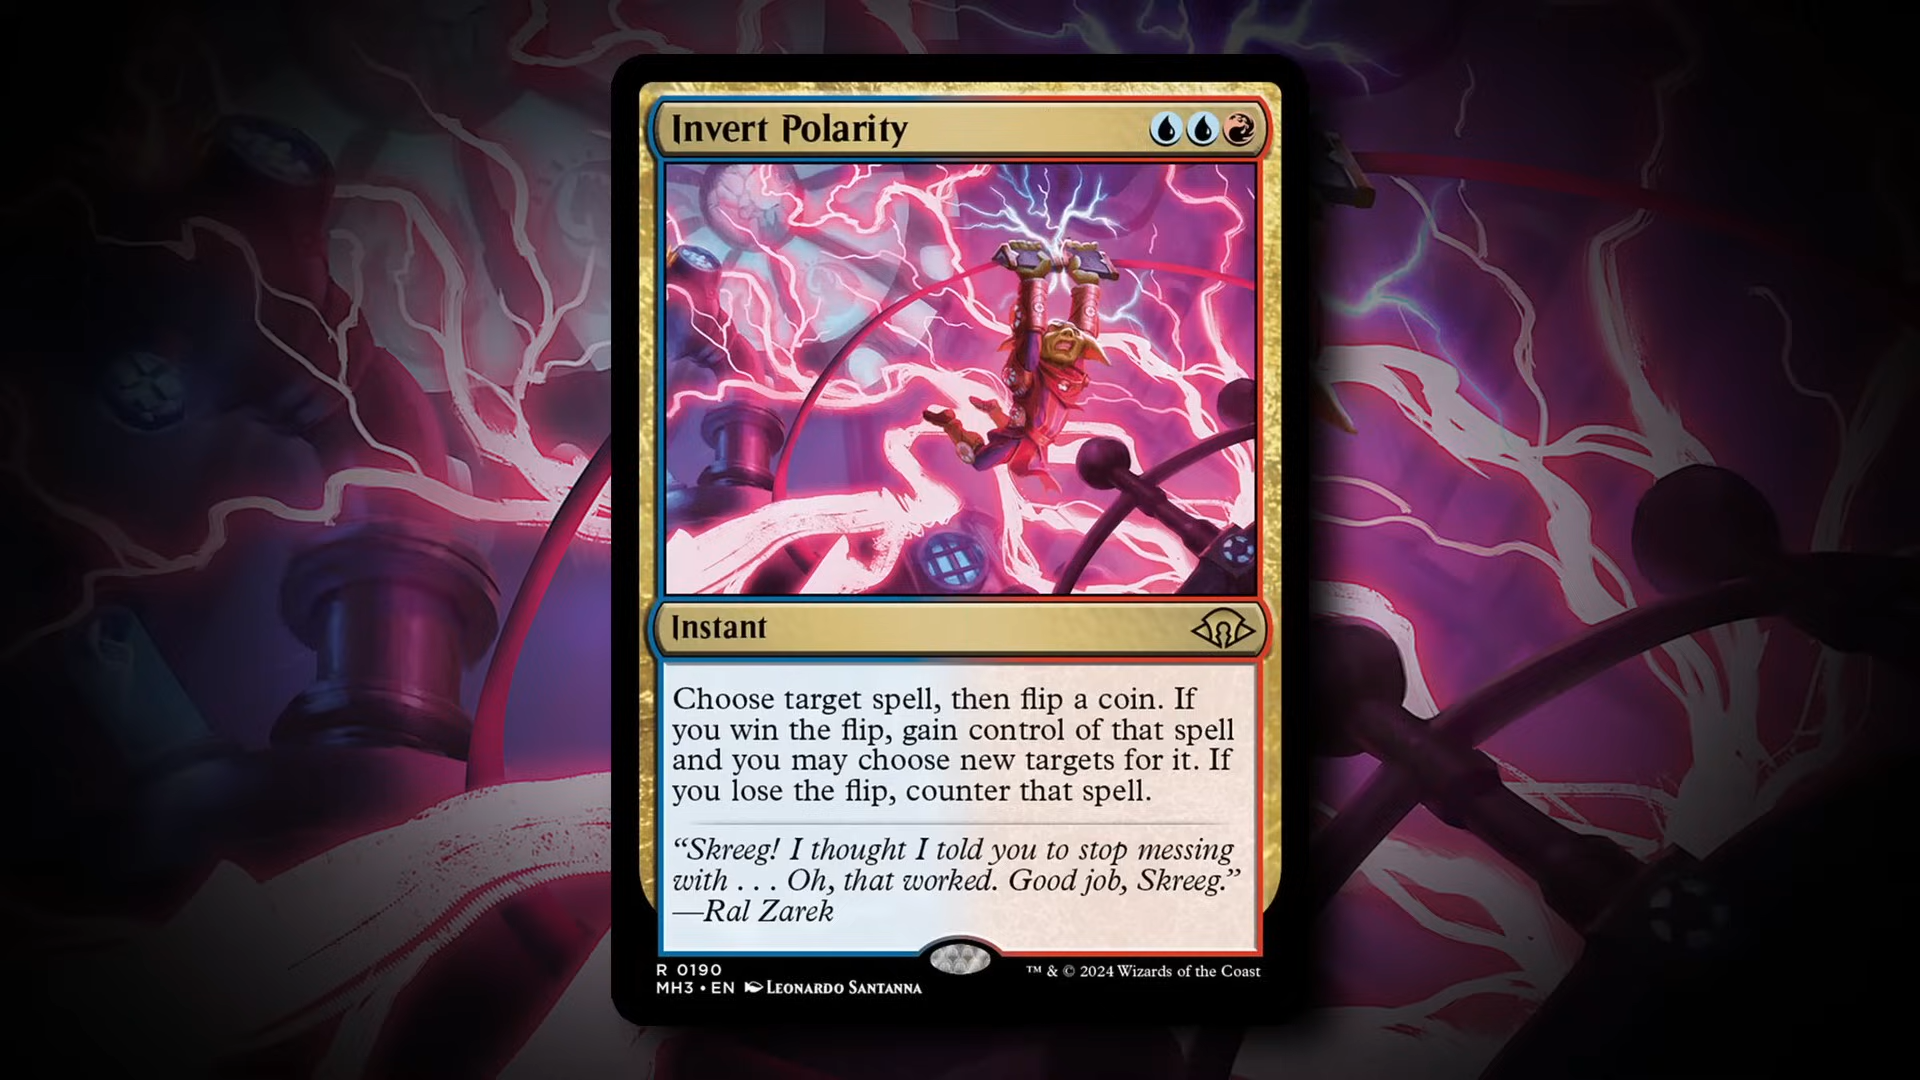 Invert Polarity
Instant
Choose target spell, then flip a coin. If
you win the flip, gain control of that spell
and you may choose new targets for it. If
you lose the flip, counter that spell.
“Skreeg! I thought I told you to stop messing
with . . . Oh, that worked. Good job, Skreeg.”
—Ral Zarek
R 0190
MH3 • EN Leonardo Santanna
™ & © 2024 Wizards of the Coast